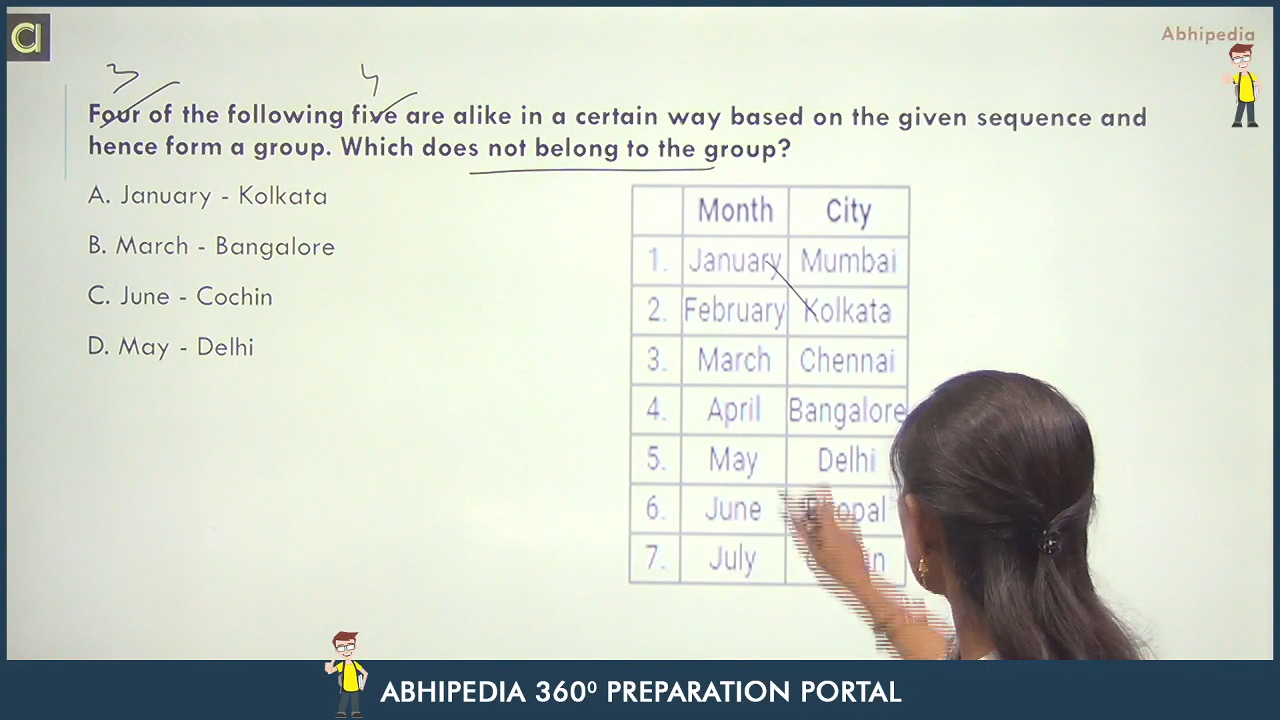 a
Abhipedia
3 4
Four of the following five are alike in a certain way based on the given sequence and
hence form a group. Which does not belong to the group?
A. January - Kolkata
B. March - Bangalore
C. June - Cochin
D. May - Delhi
Month City
1. January Mumbai
2. February Kolkata
3. March Chennai
4. April Bangalore
5. May Delhi
6. June
7. July
ABHIPEDIA 360⁰ PREPARATION PORTAL